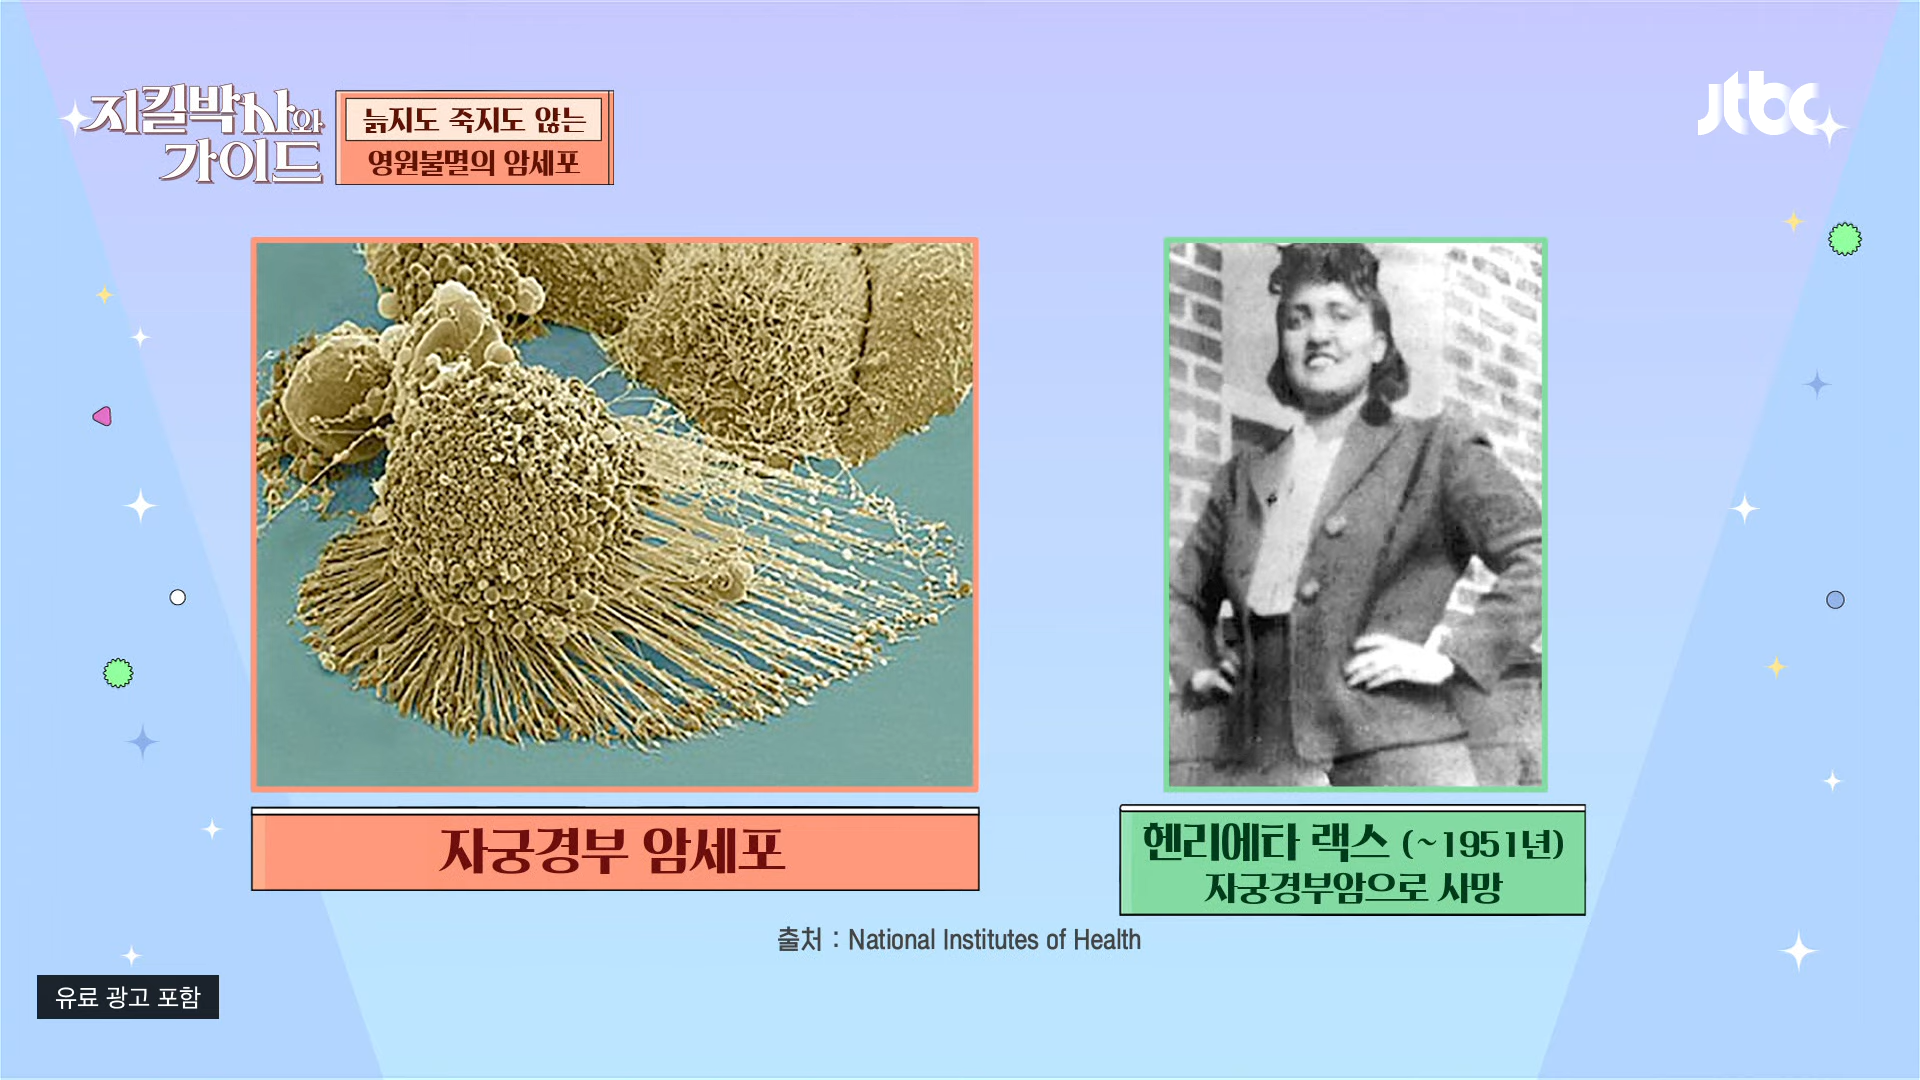 지킬박사와
가이드
늙지도 죽지도 않는
영원불멸의 암세포
jtbc
자궁경부 암세포
헨리에타 랙스 (~1951년)
자궁경부암으로 사망
출처 : National Institutes of Health
유료 광고 포함